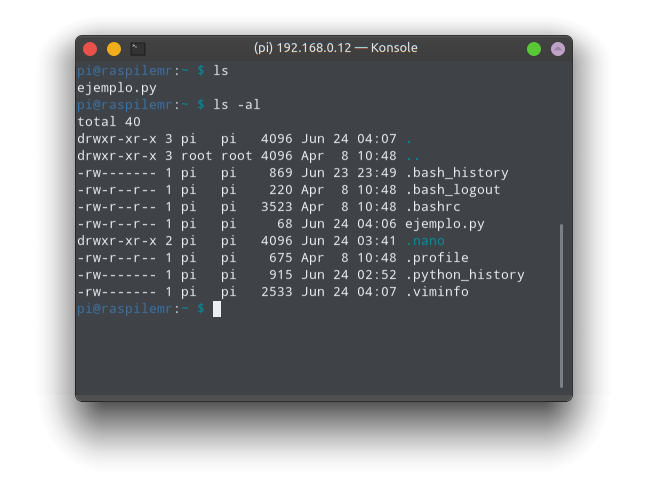 (pi) 192.168.0.12 — Konsole
pi@raspilemr:~ $ ls
ejemplo.py
pi@raspilemr:~ $ ls -al
total 40
drwxr-xr-x 3 pi   pi   4096 Jun 24 04:07 .
drwxr-xr-x 3 root root 4096 Apr  8 10:48 ..
-rw------- 1 pi   pi    869 Jun 23 23:49 .bash_history
-rw-r--r-- 1 pi   pi    220 Apr  8 10:48 .bash_logout
-rw-r--r-- 1 pi   pi   3523 Apr  8 10:48 .bashrc
-rw-r--r-- 1 pi   pi     68 Jun 24 04:06 ejemplo.py
drwxr-xr-x 2 pi   pi   4096 Jun 24 03:41 .nano
-rw-r--r-- 1 pi   pi    675 Apr  8 10:48 .profile
-rw------- 1 pi   pi    915 Jun 24 02:52 .python_history
-rw------- 1 pi   pi   2533 Jun 24 04:07 .viminfo
pi@raspilemr:~ $